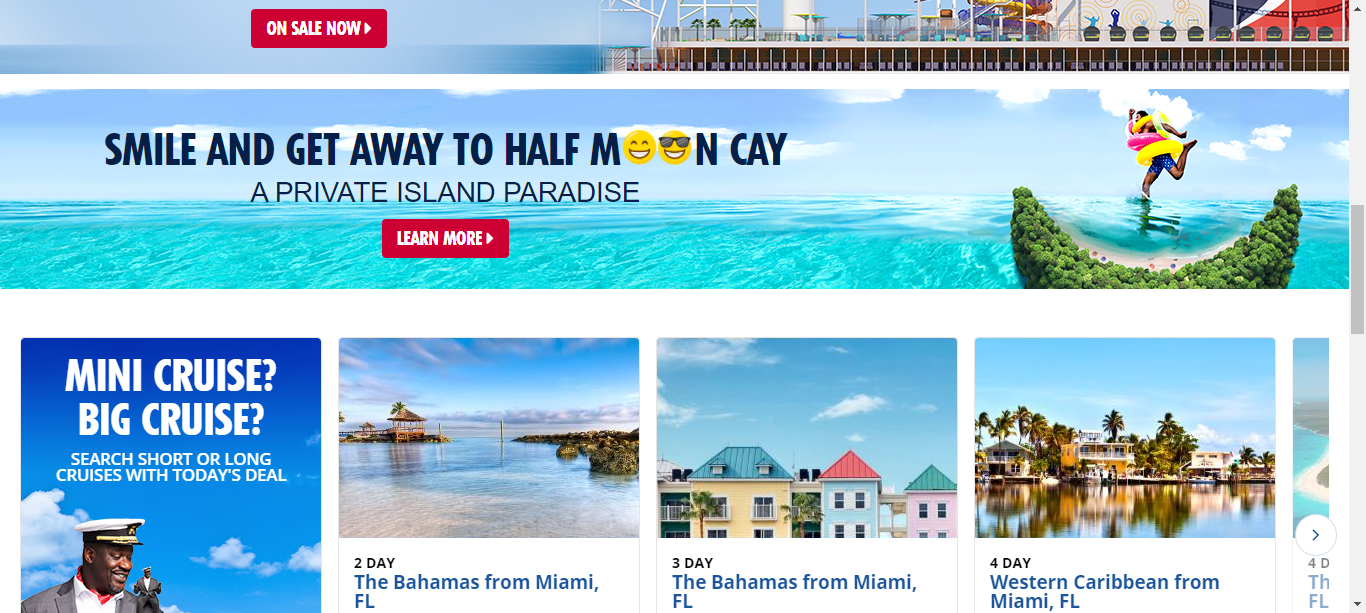 ON SALE NOW
SMILE AND GET AWAY TO HALF M😁😎N CAY
A PRIVATE ISLAND PARADISE
LEARN MORE
MINI CRUISE?
BIG CRUISE?
SEARCH SHORT OR LONG
CRUISES WITH TODAY'S DEAL
2 DAY
The Bahamas from Miami,
FL
3 DAY
The Bahamas from Miami,
FL
4 DAY
Western Caribbean from
Miami, FL
4 D
Th
FL